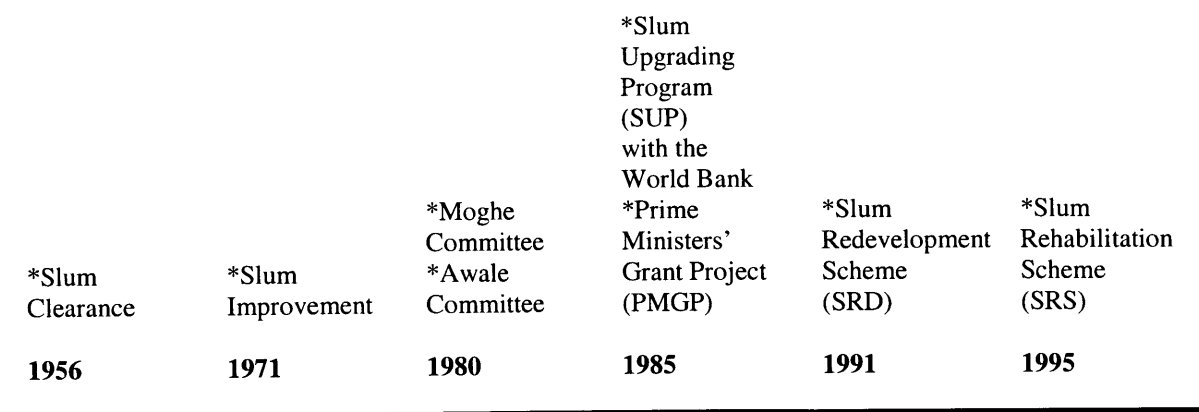 *Slum
Clearance
1956
*Slum
Improvement
1971
*Moghe
Committee
*Awale
Committee
1980
*Slum
Upgrading
Program
(SUP)
with the
World Bank
*Prime
Ministers'
Grant Project
(PMGP)
1985
*Slum
Redevelopment
Scheme
(SRD)
1991
*Slum
Rehabilitation
Scheme
(SRS)
1995